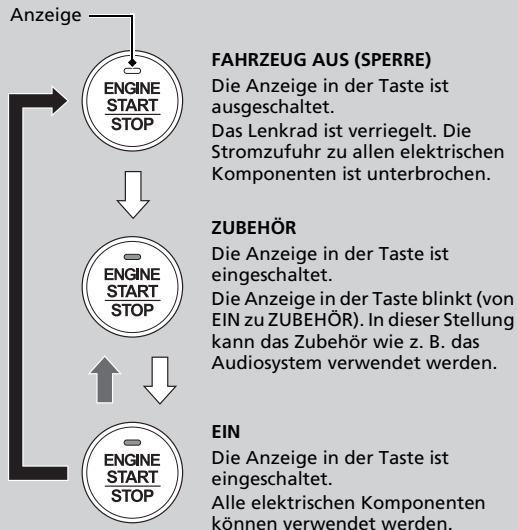 Anzeige
ENGINE
START
STOP
FAHRZEUG AUS (SPERRE)
Die Anzeige in der Taste ist
ausgeschaltet.
Das Lenkrad ist verriegelt. Die
Stromzufuhr zu allen elektrischen
Komponenten ist unterbrochen.
ENGINE
START
STOP
ZUBEHÖR
Die Anzeige in der Taste ist
eingeschaltet.
Die Anzeige in der Taste blinkt (von
EIN zu ZUBEHÖR). In dieser Stellung
kann das Zubehör wie z. B. das
Audiosystem verwendet werden.
ENGINE
START
STOP
EIN
Die Anzeige in der Taste ist
eingeschaltet.
Alle elektrischen Komponenten
können verwendet werden.